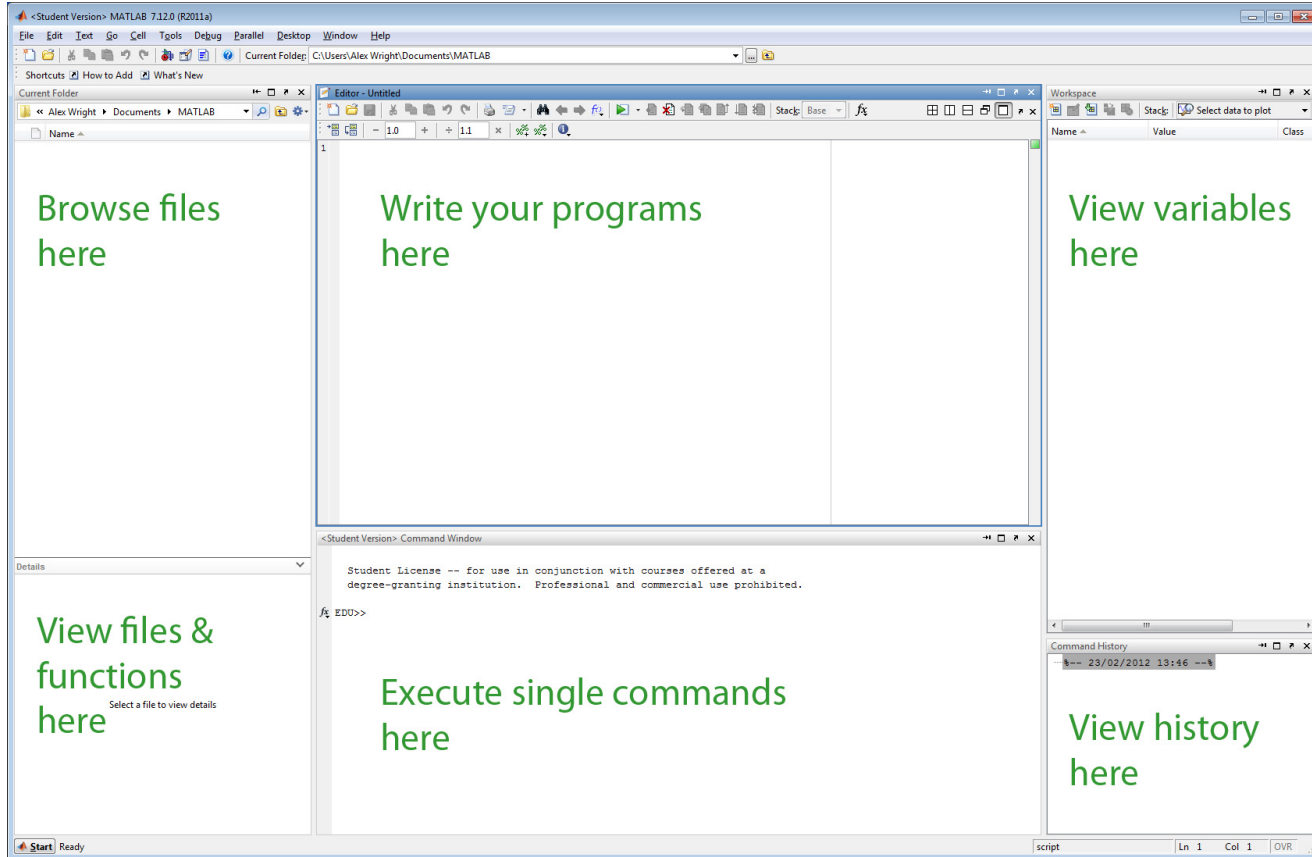 <Student Version> MATLAB 7.12.0 (R2011a)
File Edit Text Go Cell Tools Debug Parallel Desktop Window Help
Current Folder: C:\Users\Alex Wright\Documents\MATLAB
Shortcuts How to Add What's New
Current Folder
« Alex Wright Documents MATLAB
Name
Browse files
here
Details
View files &
functions
here
Select a file to view details
Editor - Untitled
Stack: Base fx
- 1.0 + ÷ 1.1 ×
1
Write your programs
here
<Student Version> Command Window
Student License -- for use in conjunction with courses offered at a
degree-granting institution. Professional and commercial use prohibited.
fx EDU>>
Execute single commands
here
Workspace
Stack: Select data to plot
Name Value Class
View variables
here
Command History
%-- 23/02/2012 13:46 --%
View history
here
Start Ready
script Ln 1 Col 1 OVR